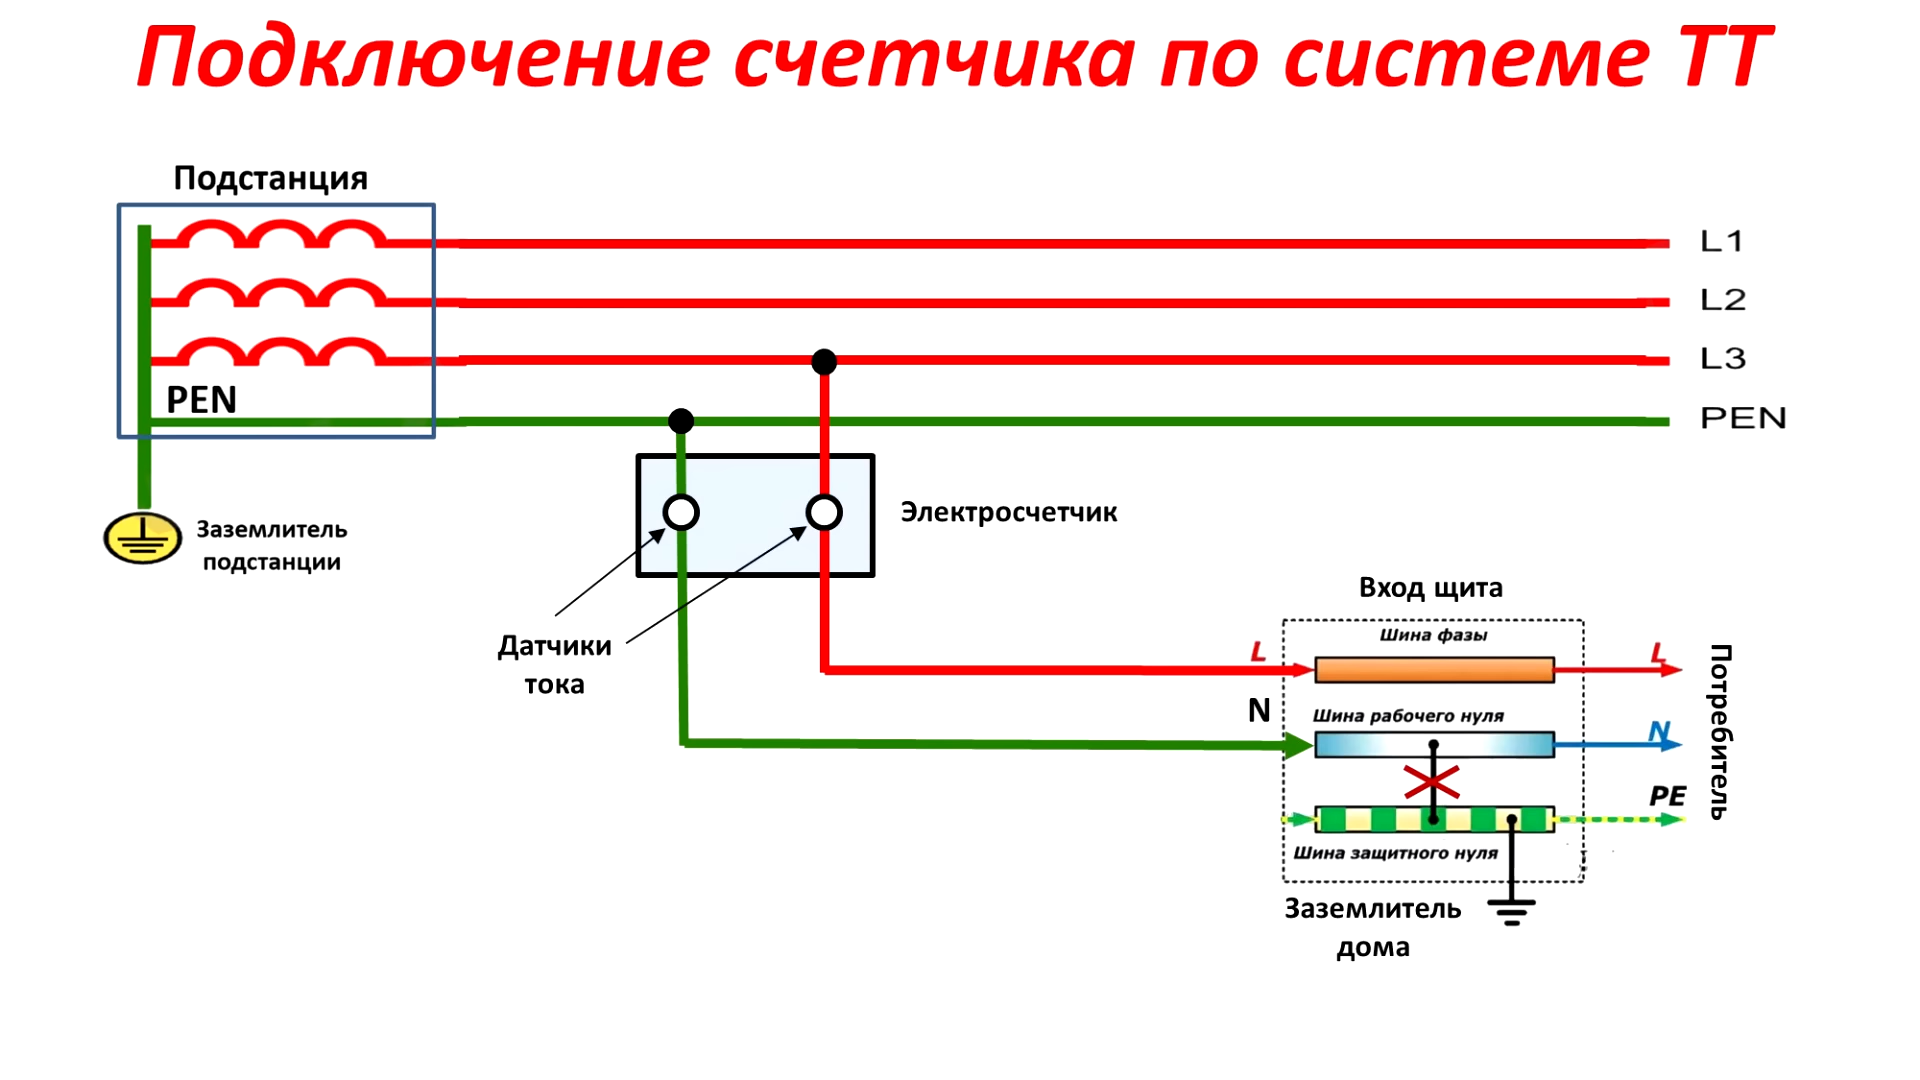 Подключение счетчика по системе ТТ
Подстанция
L1
L2
L3
PEN
PEN
Заземлитель
подстанции
Электросчетчик
Датчики
тока
Вход щита
Шина фазы
L
L
N
Шина рабочего нуля
N
PE
Шина защитного нуля
Потребитель
Заземлитель
дома